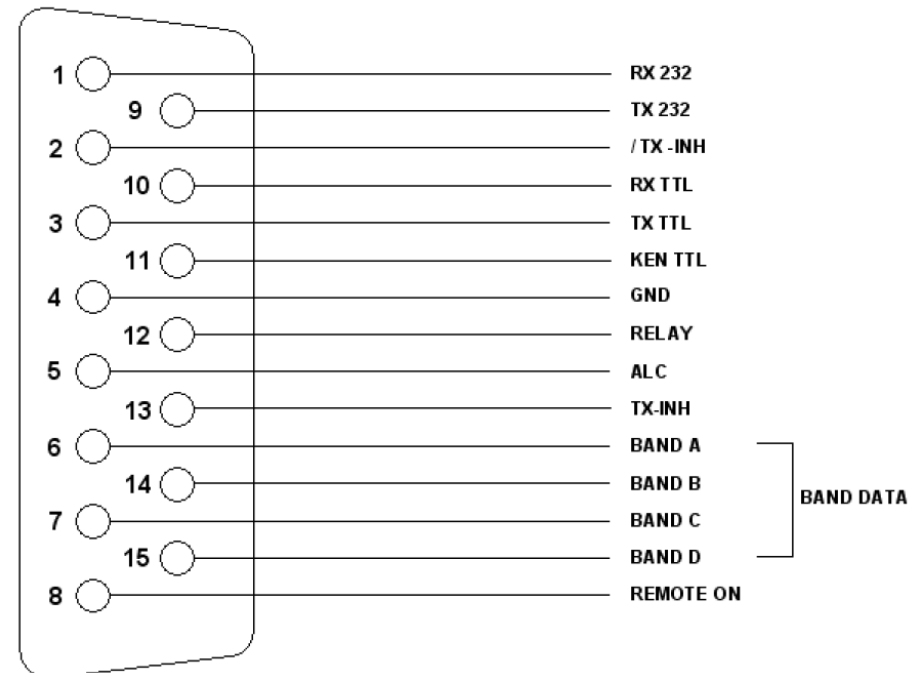 1 RX 232
9 TX 232
2 / TX -INH
10 RX TTL
3 TX TTL
11 KEN TTL
4 GND
12 RELAY
5 ALC
13 TX-INH
6 BAND A
14 BAND B
BAND DATA
7 BAND C
15 BAND D
8 REMOTE ON